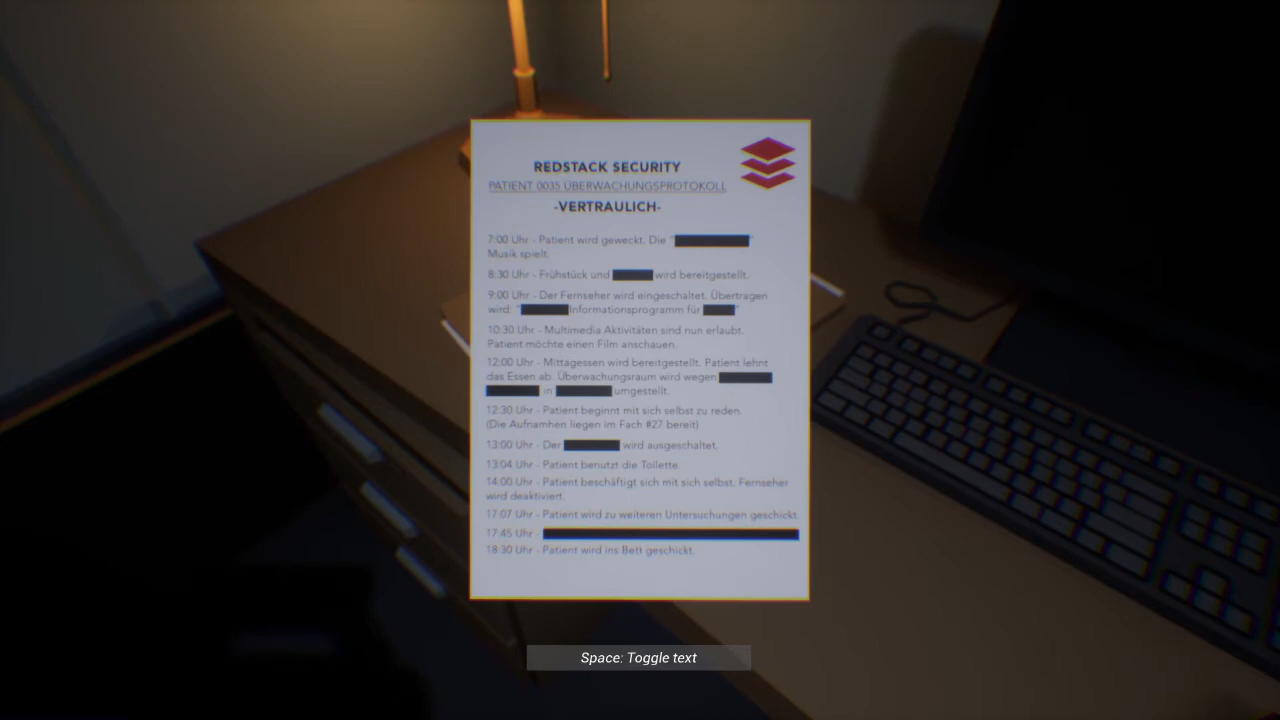 REDSTACK SECURITY
PATIENT 0035 ÜBERWACHUNGSPROTOKOLL
-VERTRAULICH-
7:00 Uhr - Patient wird geweckt. Die " "
Musik spielt.
8:30 Uhr - Frühstück und wird bereitgestellt.
9:00 Uhr - Der Fernseher wird eingeschaltet. Übertragen
wird: " Informationsprogramm für "
10:30 Uhr - Multimedia Aktivitäten sind nun erlaubt.
Patient möchte einen Film anschauen.
12:00 Uhr - Mittagessen wird bereitgestellt. Patient lehnt
das Essen ab. Überwachungsraum wird wegen
in umgestellt.
12:30 Uhr - Patient beginnt mit sich selbst zu reden.
(Die Aufnamhen liegen im Fach #27 bereit)
13:00 Uhr - Der wird ausgeschaltet.
13:04 Uhr - Patient benutzt die Toilette.
14:00 Uhr - Patient beschäftigt sich mit sich selbst. Fernseher
wird deaktiviert.
17:07 Uhr - Patient wird zu weiteren Untersuchungen geschickt.
17:45 Uhr -
18:30 Uhr - Patient wird ins Bett geschickt.
Space: Toggle text